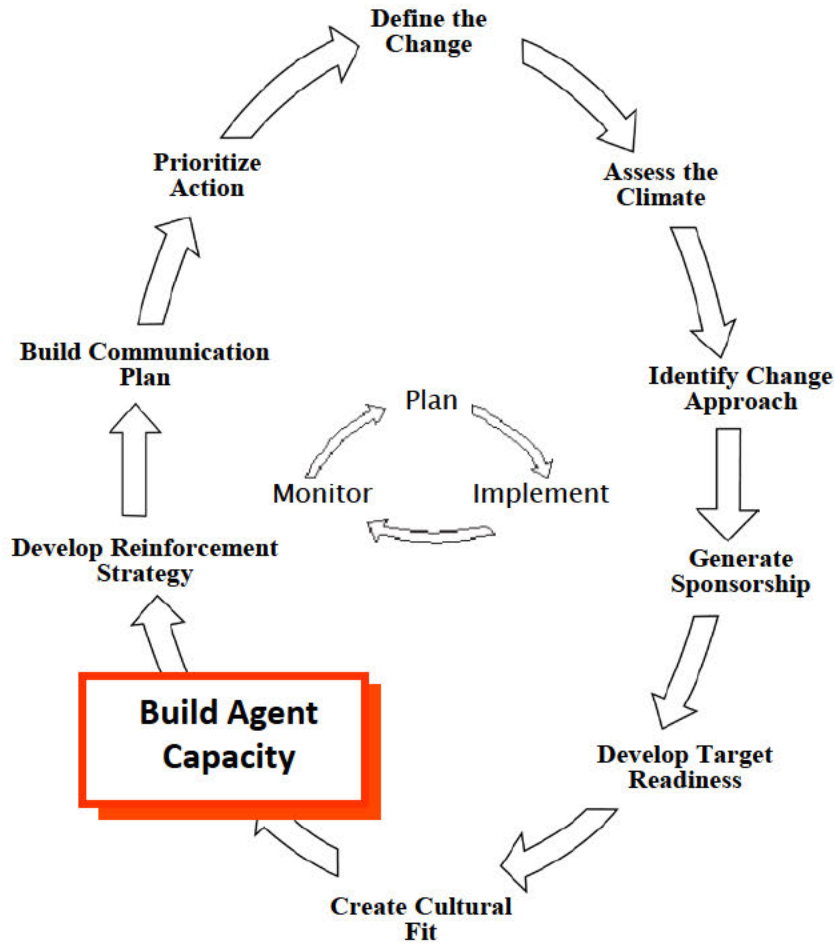 Define the
Change
Assess the
Climate
Identify Change
Approach
Generate
Sponsorship
Develop Target
Readiness
Create Cultural
Fit
Build Agent
Capacity
Develop Reinforcement
Strategy
Build Communication
Plan
Prioritize
Action
Plan
Implement
Monitor